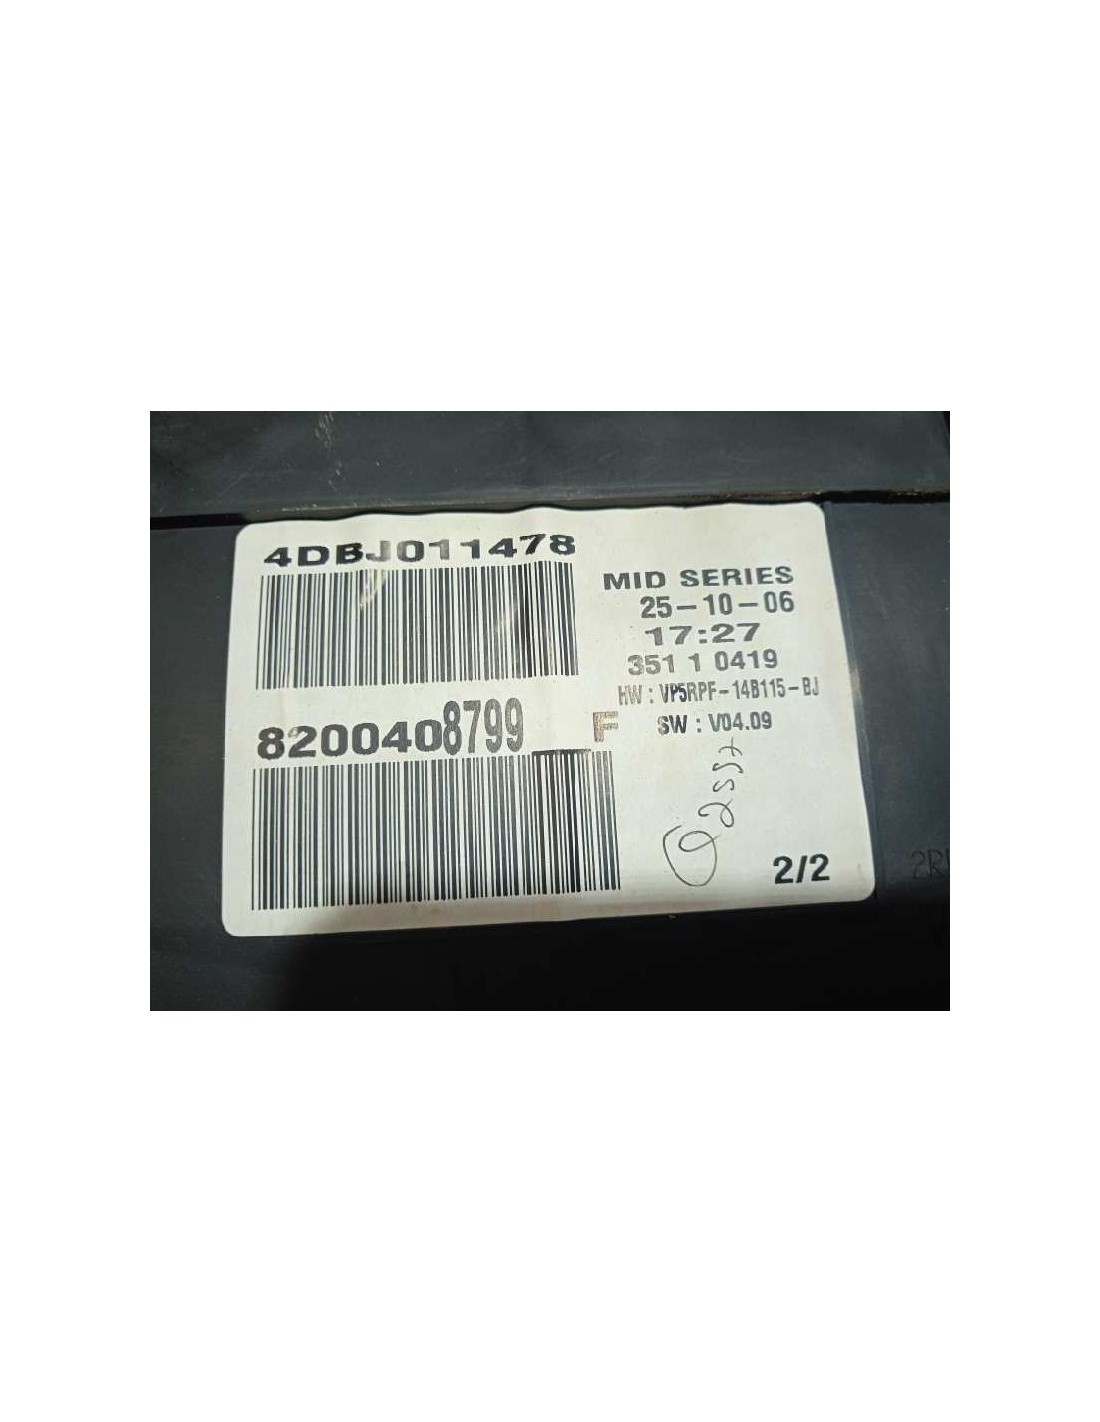 4DBJ011478
MID SERIES
25-10-06
17:27
351 1 0419
HW : VP5RPF-14B115-BJ
SW : V04.09
8200408799__F
2/2